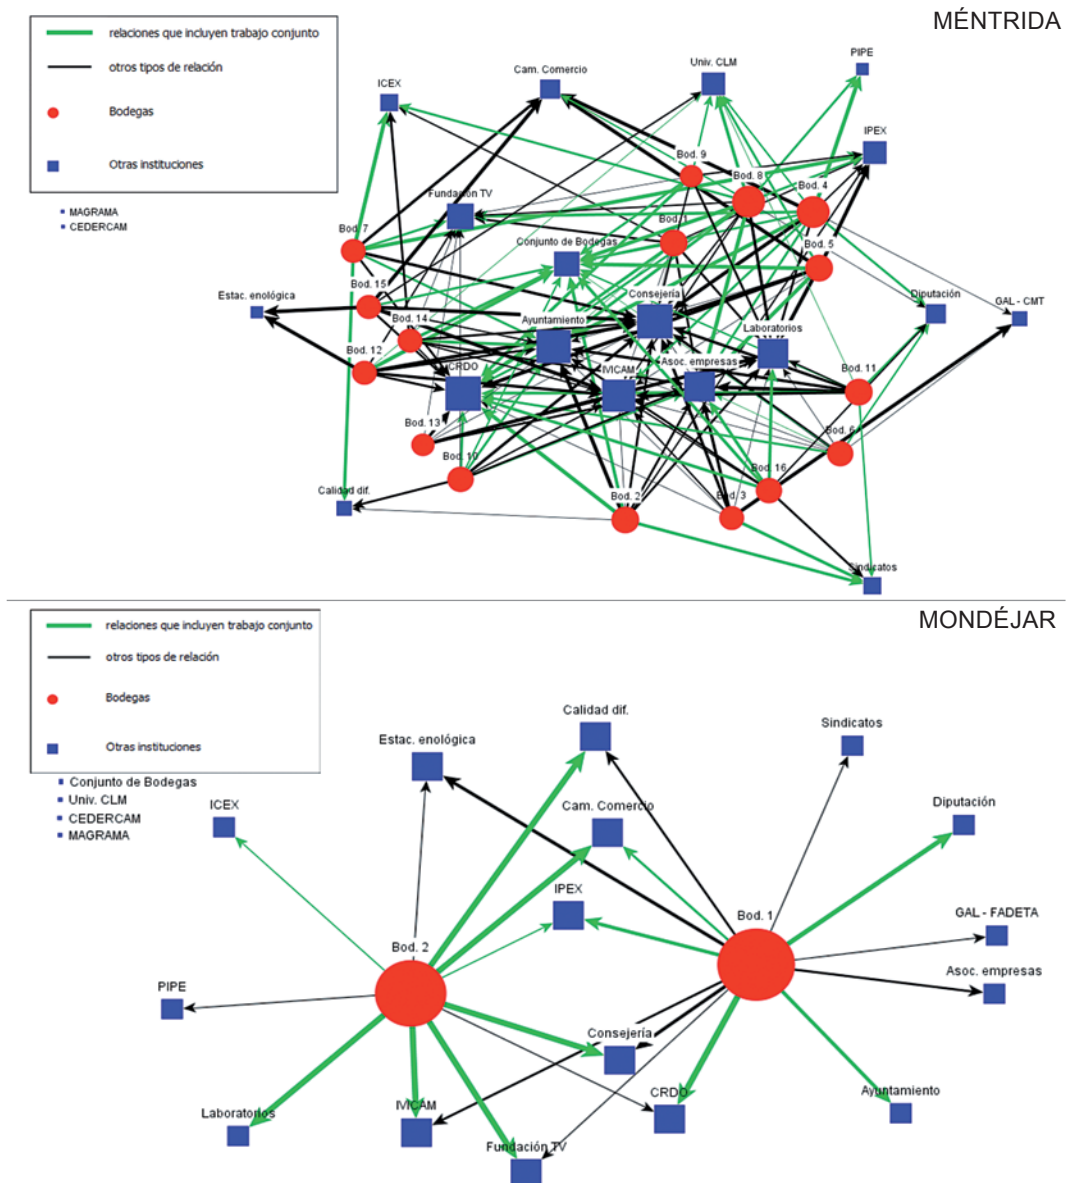 MÉNTRIDA
relaciones que incluyen trabajo conjunto
otros tipos de relación
Bodegas
Otras instituciones
MAGRAMA
CEDERCAM
ICEX
Cam. Comercio
Univ. CLM
PIPE
IPEX
Bod. 9
Bod. 8
Bod. 4
Fundación TV
Bod. 7
Bod. 1
Conjunto de Bodegas
Bod. 5
Bod. 15
Consejería
Diputación
GAL - CMT
Estac. enológica
Bod. 14
Ayuntamiento
Laboratorios
Bod. 12
CRDO
IVICAM
Asoc. empresas
Bod. 11
Bod. 13
Bod. 6
Bod. 10
Bod. 16
Calidad dif.
Bod. 2
Bod. 3
Sindicatos
MONDÉJAR
relaciones que incluyen trabajo conjunto
otros tipos de relación
Bodegas
Otras instituciones
Conjunto de Bodegas
Univ. CLM
CEDERCAM
MAGRAMA
Calidad dif.
Sindicatos
Estac. enológica
ICEX
Cam. Comercio
Diputación
IPEX
GAL - FADETA
Bod. 1
Bod. 2
Asoc. empresas
PIPE
Consejería
CRDO
Ayuntamiento
Laboratorios
IVICAM
Fundación TV